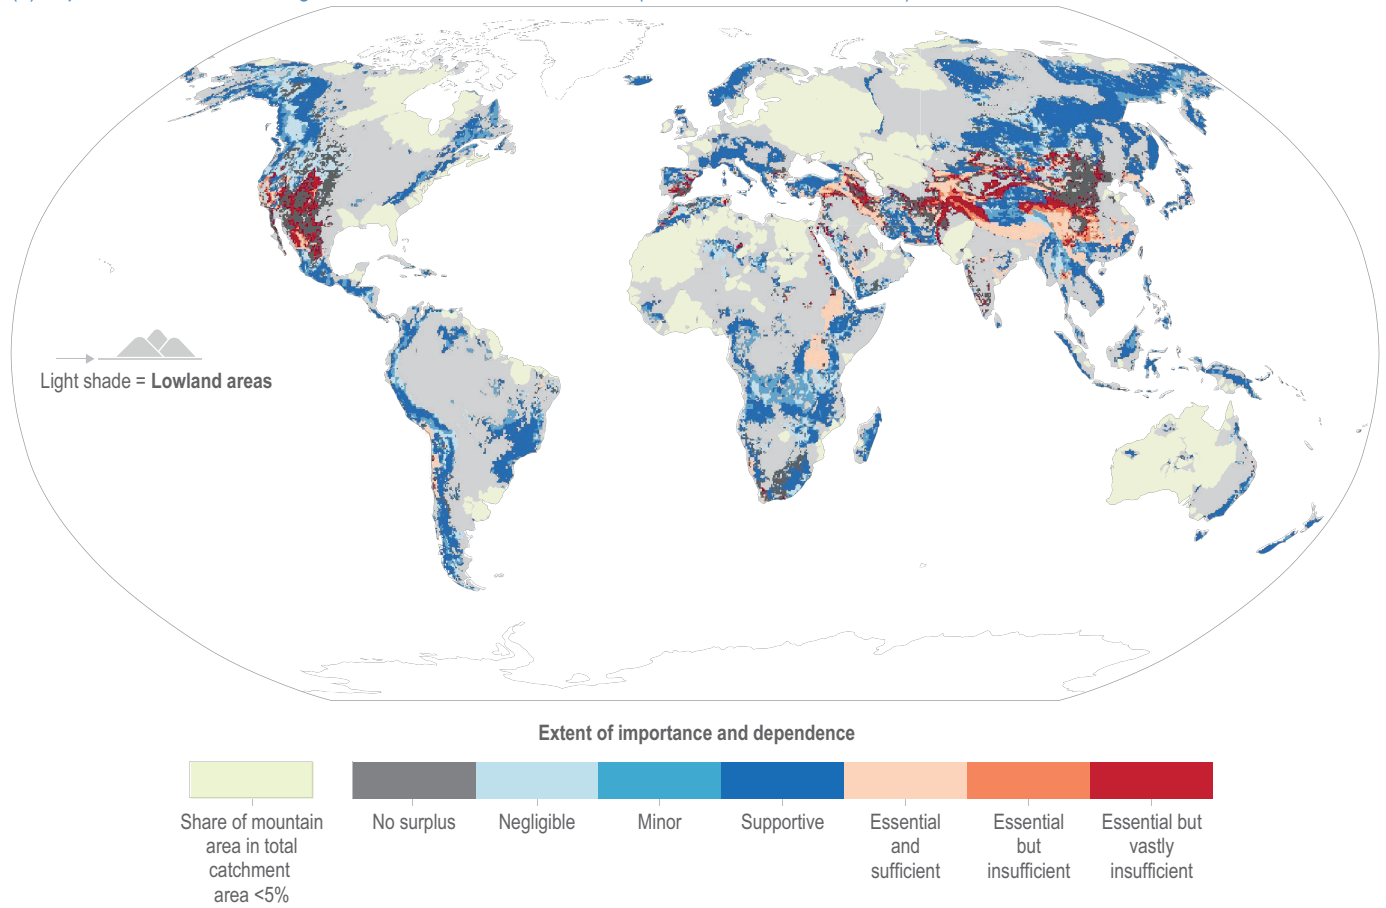 Light shade = Lowland areas
Extent of importance and dependence
Share of mountain
area in total
catchment
area <5%
No surplus
Negligible
Minor
Supportive
Essential
and
sufficient
Essential
but
insufficient
Essential but
vastly
insufficient